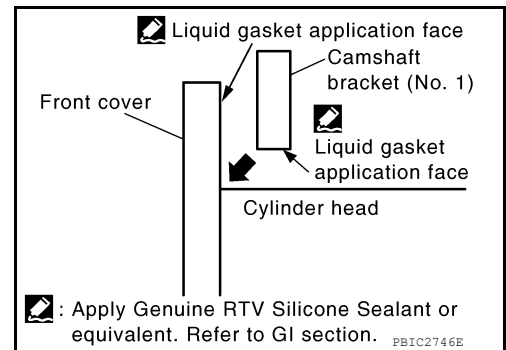 Liquid gasket application face
Camshaft
bracket (No. 1)
Front cover
Liquid gasket
application face
Cylinder head
: Apply Genuine RTV Silicone Sealant or
equivalent. Refer to GI section.
PBIC2746E